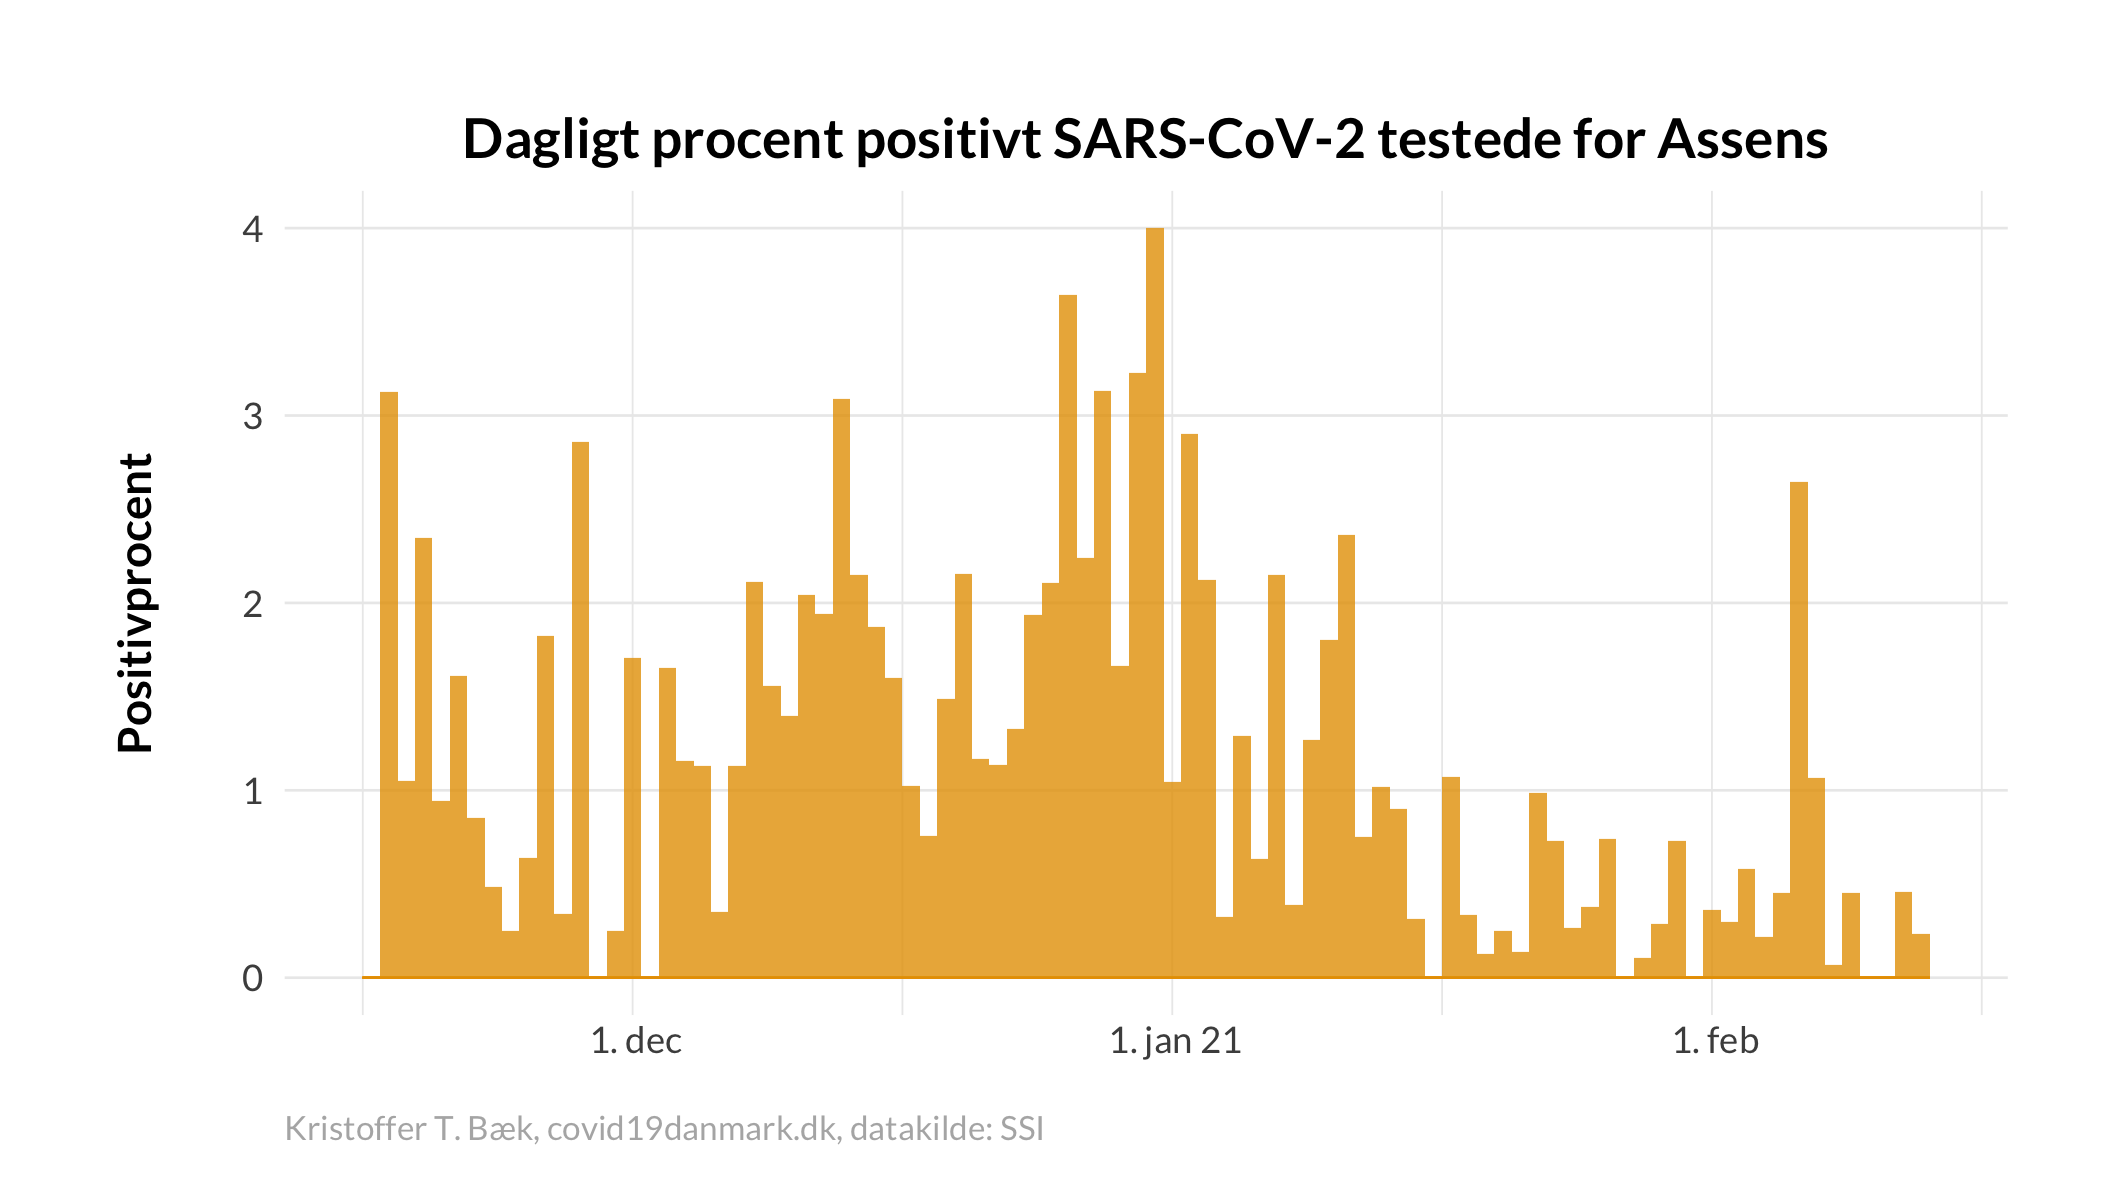 Dagligt procent positivt SARS-CoV-2 testede for Assens
Positivprocent
4
3
2
1
0
1. dec
1. jan 21
1. feb
Kristoffer T. Bæk, covid19danmark.dk, datakilde: SSI